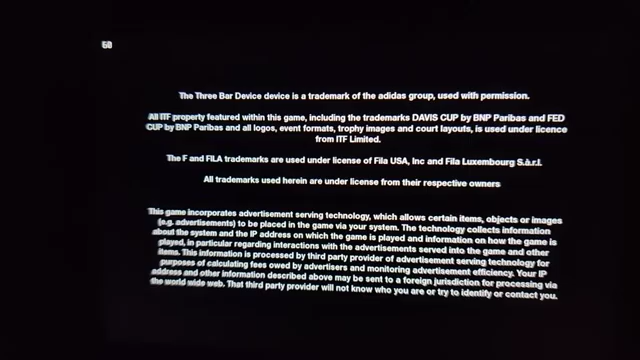 60
The Three Bar Device device is a trademark of the adidas group, used with permission.
All ITF property featured within this game, including the trademarks DAVIS CUP by BNP Paribas and FED
CUP by BNP Paribas and all logos, event formats, trophy images and court layouts, is used under licence
from ITF Limited.
The F and FILA trademarks are used under license of Fila USA, Inc and Fila Luxembourg S.à.r.l.
All trademarks used herein are under license from their respective owners
This game incorporates advertisement serving technology, which allows certain items, objects or images
(e.g. advertisements) to be placed in the game via your system. The technology collects information
about the system and the IP address on which the game is played and information on how the game is
played, in particular regarding interactions with the advertisements served into the game and other
items. This information is processed by third party provider of advertisement serving technology for
purposes of calculating fees owed by advertisers and monitoring advertisement efficiency. Your IP
address and other information described above may be sent to a foreign jurisdiction for processing via
the world wide web. That third party provider will not know who you are or try to identify or contact you.